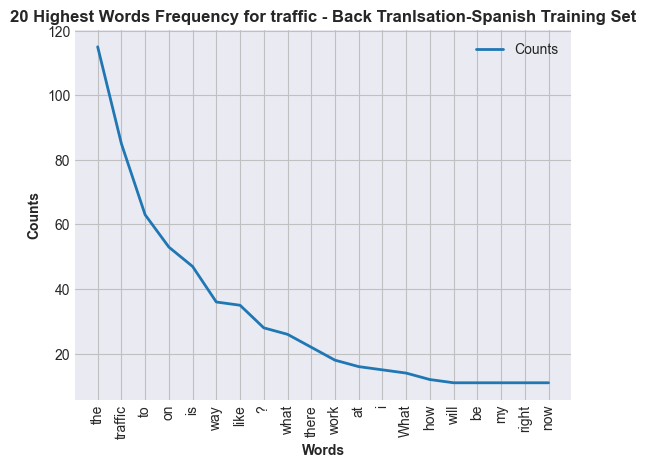 20 Highest Words Frequency for traffic - Back Tranlsation-Spanish Training Set
Counts
120
100
80
60
40
20
Counts
the
traffic
to
on
is
way
like
?
what
there
work
at
i
What
how
will
be
my
right
now
Words